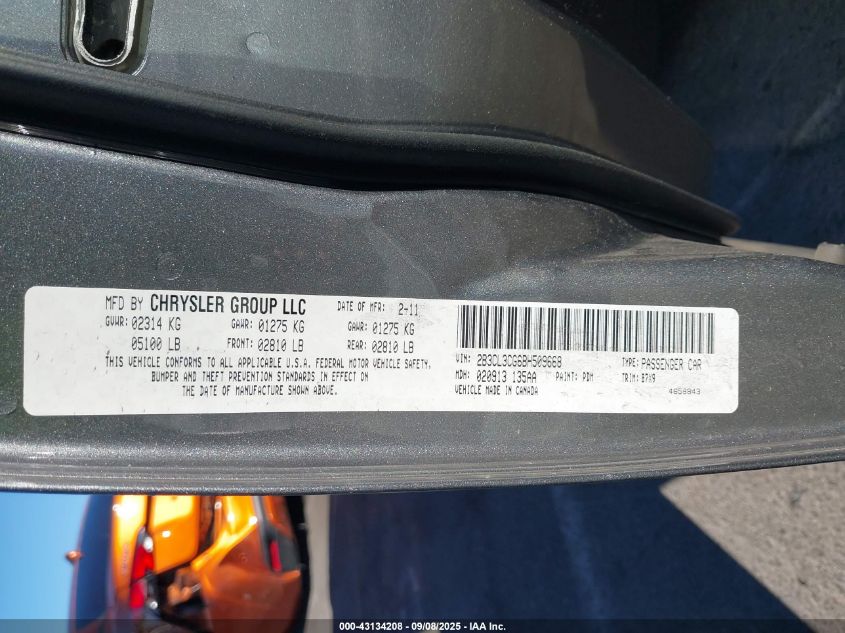 MFD BY CHRYSLER GROUP LLC DATE OF MFR: 2-11
GVWR: 02314 KG GAWR: 01275 KG GAWR: 01275 KG
05100 LB FRONT: 02810 LB REAR: 02810 LB
THIS VEHICLE CONFORMS TO ALL APPLICABLE U.S.A. FEDERAL MOTOR VEHICLE SAFETY,
BUMPER AND THEFT PREVENTION STANDARDS IN EFFECT ON
THE DATE OF MANUFACTURE SHOWN ABOVE.
VIN: 2B3CL3CG6BH509668 TYPE: PASSENGER CAR
MDH: 020913 135AA PAINT: PDM TRIM: B7X9
VEHICLE MADE IN CANADA 4658843
000-43134208 - 09/08/2025 - IAA Inc.